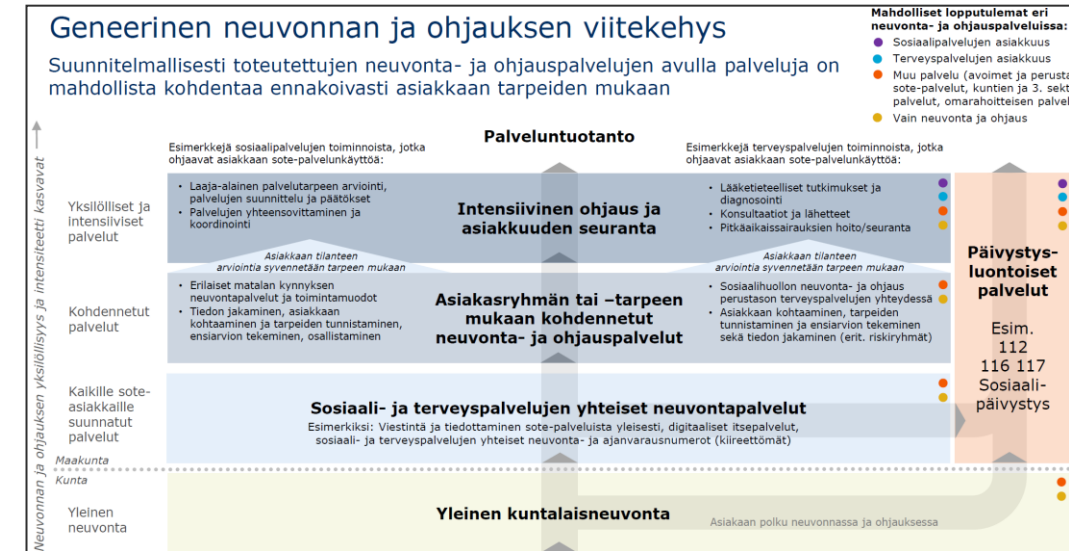 Geneerinen neuvonnan ja ohjauksen viitekehys
Suunnitelmallisesti toteutettujen neuvonta- ja ohjauspalvelujen avulla palveluja on
mahdollista kohdentaa ennakoivasti asiakkaan tarpeiden mukaan
Mahdolliset lopputulemat eri
neuvonta- ja ohjauspalveluissa:
Sosiaalipalvelujen asiakkuus
Terveyspalvelujen asiakkuus
Muu palvelu (avoimet ja perusta
sote-palvelut, kuntien ja 3. sekt
palvelut, omarahoitteisen palvel
Vain neuvonta ja ohjaus
Neuvonnan ja ohjauksen yksilöllisyys ja intensiteetti kasvavat
Palveluntuotanto
Esimerkkejä sosiaalipalvelujen toiminnoista, jotka
ohjaavat asiakkaan sote-palvelunkäyttöä:
Esimerkkejä terveyspalvelujen toiminnoista, jotka
ohjaavat asiakkaan sote-palvelunkäyttöä:
Yksilölliset ja
intensiiviset
palvelut
• Laaja-alainen palvelutarpeen arviointi,
palvelujen suunnittelu ja päätökset
• Palvelujen yhteensovittaminen ja
koordinointi
Intensiivinen ohjaus ja
asiakkuuden seuranta
• Lääketieteelliset tutkimukset ja
diagnosointi
• Konsultaatiot ja lähetteet
• Pitkäaikaissairauksien hoito/seuranta
Asiakkaan tilanteen
arviointia syvennetään tarpeen mukaan
Asiakkaan tilanteen
arviointia syvennetään tarpeen mukaan
Kohdennetut
palvelut
• Erilaiset matalan kynnyksen
neuvontapalvelut ja toimintamuodot
• Tiedon jakaminen, asiakkaan
kohtaaminen ja tarpeiden tunnistaminen,
ensiarvion tekeminen, osallistaminen
Asiakasryhmän tai –tarpeen
mukaan kohdennetut
neuvonta- ja ohjauspalvelut
• Sosiaalihuollon neuvonta- ja ohjaus
perustason terveyspalvelujen yhteydessä
• Asiakkaan kohtaaminen, tarpeiden
tunnistaminen ja ensiarvion tekeminen
sekä tiedon jakaminen (erit. riskiryhmät)
Päivystys-
luontoiset
palvelut
Esim.
112
116 117
Sosiaali-
päivystys
Kaikille sote-
asiakkaille
suunnatut
palvelut
Sosiaali- ja terveyspalvelujen yhteiset neuvontapalvelut
Esimerkiksi: Viestintä ja tiedottaminen sote-palveluista yleisesti, digitaaliset itsepalvelut,
sosiaali- ja terveyspalvelujen yhteiset neuvonta- ja ajanvarausnumerot (kiireettömät)
Maakunta
Kunta
Yleinen
neuvonta
Yleinen kuntalaisneuvonta
Asiakaan polku neuvonnassa ja ohjauksessa